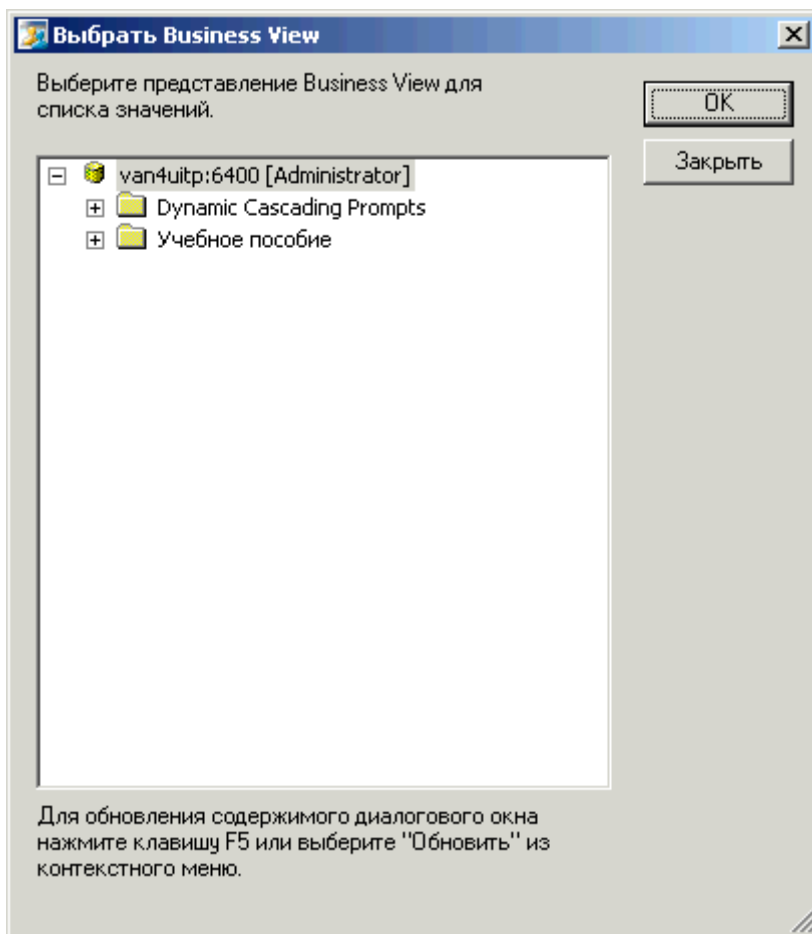 Выбрать Business View
Выберите представление Business View для
списка значений.
OK
Закрыть
van4uitp:6400 [Administrator]
Dynamic Cascading Prompts
Учебное пособие
Для обновления содержимого диалогового окна
нажмите клавишу F5 или выберите "Обновить" из
контекстного меню.